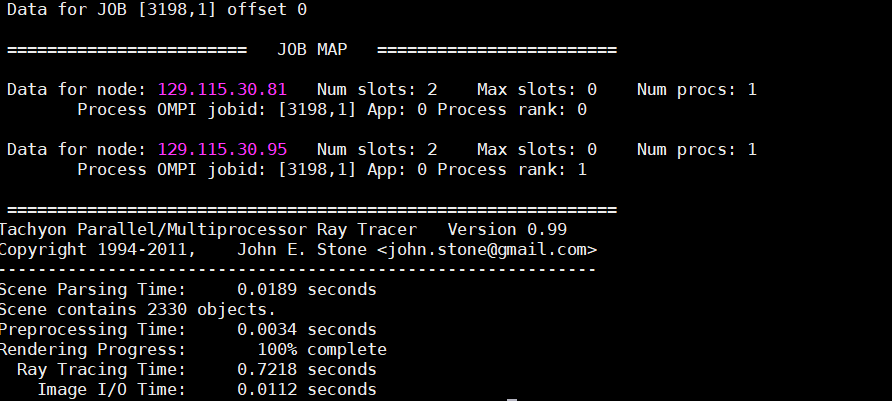 Data for JOB [3198,1] offset 0
========================   JOB MAP   ========================
Data for node: 129.115.30.81   Num slots: 2    Max slots: 0    Num procs: 1
Process OMPI jobid: [3198,1] App: 0 Process rank: 0
Data for node: 129.115.30.95   Num slots: 2    Max slots: 0    Num procs: 1
Process OMPI jobid: [3198,1] App: 0 Process rank: 1
=============================================================
Tachyon Parallel/Multiprocessor Ray Tracer   Version 0.99
Copyright 1994-2011,    John E. Stone <john.stone@gmail.com>
------------------------------------------------------------
Scene Parsing Time:     0.0189 seconds
Scene contains 2330 objects.
Preprocessing Time:     0.0034 seconds
Rendering Progress:       100% complete
Ray Tracing Time:     0.7218 seconds
Image I/O Time:     0.0112 seconds